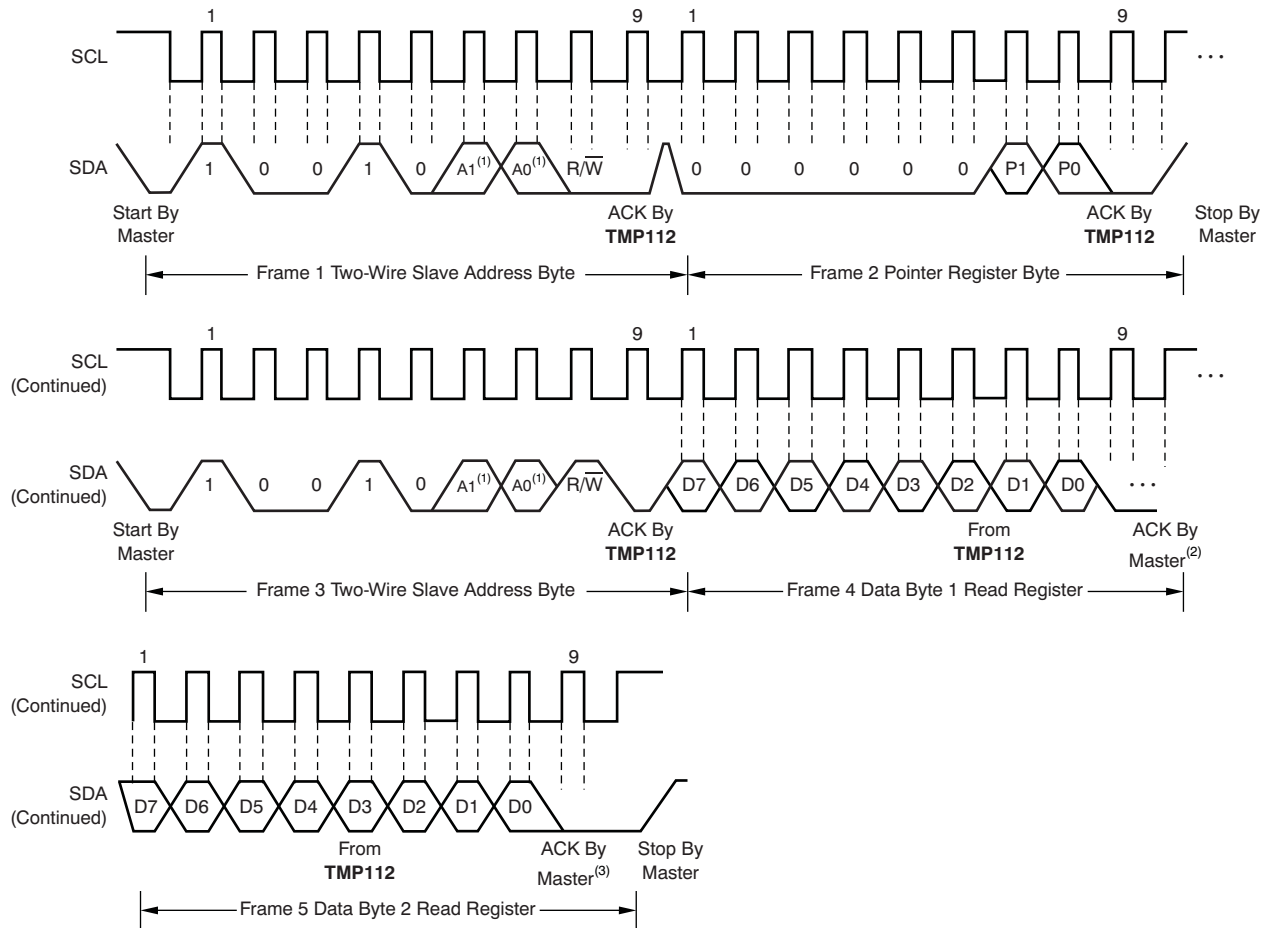 1 9 1 9
SCL ...
SDA 1 0 0 1 0 A1(1) A0(1) R/W̅ 0 0 0 0 0 0 P1 P0
Start By Master ACK By TMP112 ACK By TMP112 Stop By Master
Frame 1 Two-Wire Slave Address Byte Frame 2 Pointer Register Byte
1 9 1 9
SCL (Continued) ...
SDA (Continued) 1 0 0 1 0 A1(1) A0(1) R/W̅ D7 D6 D5 D4 D3 D2 D1 D0 ...
Start By Master ACK By TMP112 From TMP112 ACK By Master(2)
Frame 3 Two-Wire Slave Address Byte Frame 4 Data Byte 1 Read Register
1 9
SCL (Continued)
SDA (Continued) D7 D6 D5 D4 D3 D2 D1 D0
From TMP112 ACK By Master(3) Stop By Master
Frame 5 Data Byte 2 Read Register